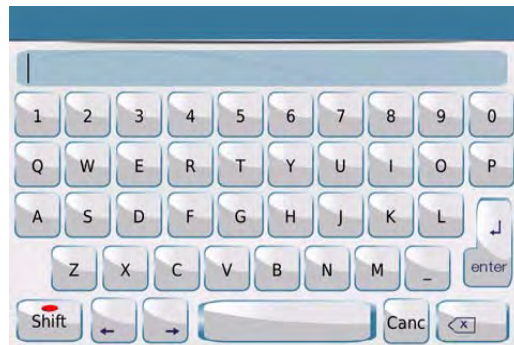 1 2 3 4 5 6 7 8 9 0
Q W E R T Y U I O P
A S D F G H J K L
Z X C V B N M _ enter
Shift ← → Canc